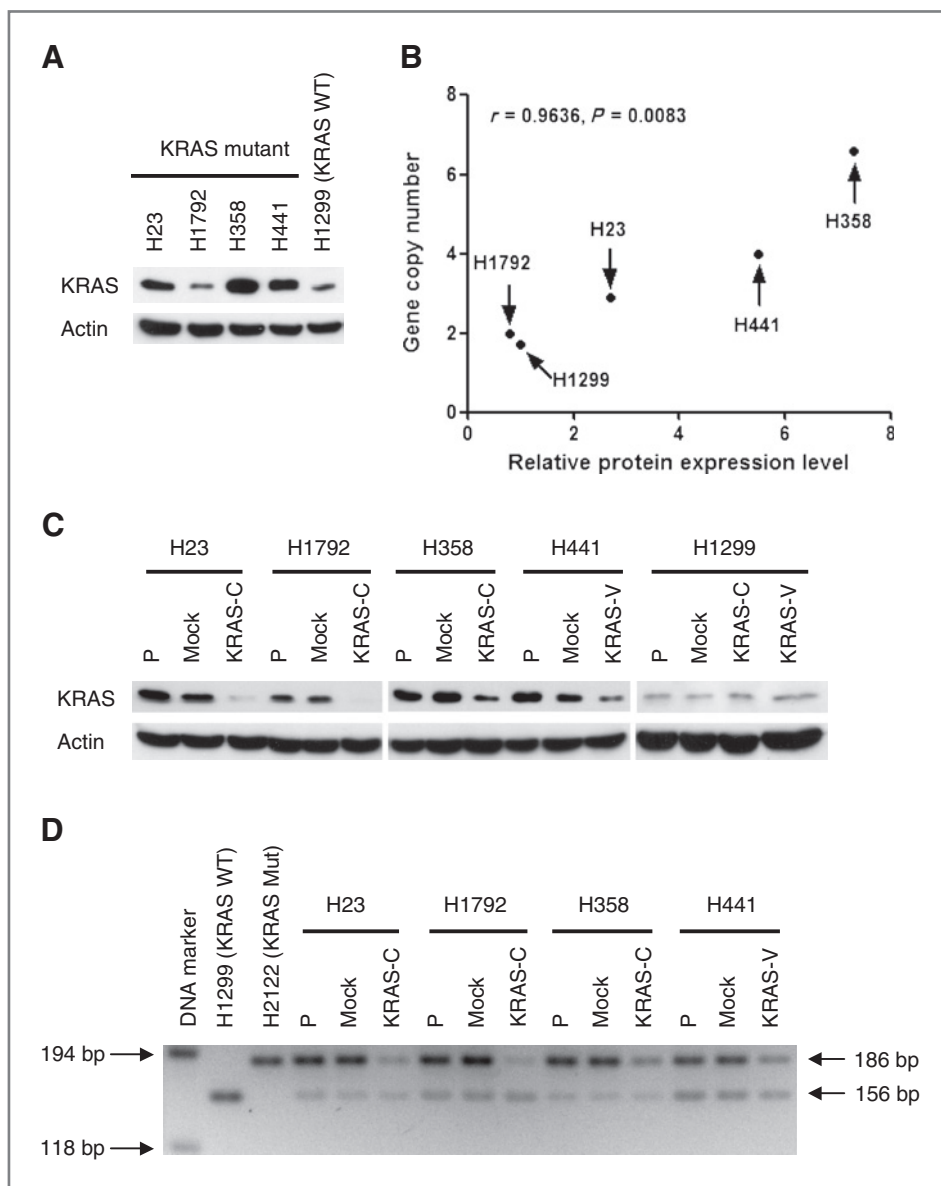 A
KRAS mutant
H23
H1792
H358
H441
H1299 (KRAS WT)
KRAS
Actin
B
r = 0.9636, P = 0.0083
Gene copy number
8
6
4
2
0
0 2 4 6 8
H1792
H1299
H23
H441
H358
Relative protein expression level
C
H23 H1792 H358 H441 H1299
P Mock KRAS-C P Mock KRAS-C P Mock KRAS-C P Mock KRAS-V P Mock KRAS-C KRAS-V
KRAS
Actin
D
H23 H1792 H358 H441
DNA marker H1299 (KRAS WT) H2122 (KRAS Mut) P Mock KRAS-C P Mock KRAS-C P Mock KRAS-C P Mock KRAS-V
194 bp
186 bp
156 bp
118 bp